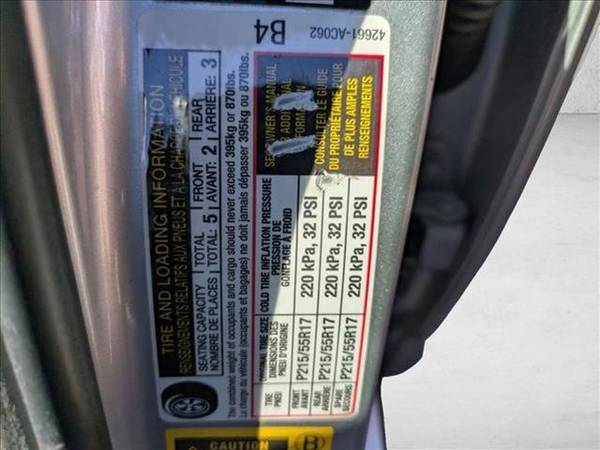 TIRE AND LOADING INFORMATION
RENSEIGNEMENTS RELATIFS AUX PNEUS ET À LA CHARGE DU VÉHICULE
SEATING CAPACITY TOTAL 5 FRONT 2 REAR 3
NOMBRE DE PLACES TOTAL: AVANT: ARRIÈRE:
The combined weight of occupants and cargo should never exceed 395kg or 870lbs.
La charge du véhicule (occupants et bagages) ne doit jamais dépasser 395kg ou 870lbs.
TIRE ORIGINAL TIRE SIZE COLD TIRE INFLATION PRESSURE
PNEU DIMENSIONS DES PNEU D'ORIGINE PRESSION DE GONFLAGE À FROID
FRONT AVANT P215/55R17 220 kPa, 32 PSI
REAR ARRIÈRE P215/55R17 220 kPa, 32 PSI
SPARE SECOURS P215/55R17 220 kPa, 32 PSI
SEE OWNER'S MANUAL
FOR ADDITIONAL
INFORMATION
CONSULTER LE GUIDE
DU PROPRIÉTAIRE POUR
DE PLUS AMPLES
RENSEIGNEMENTS
B4
42661-AC062
CAUTION